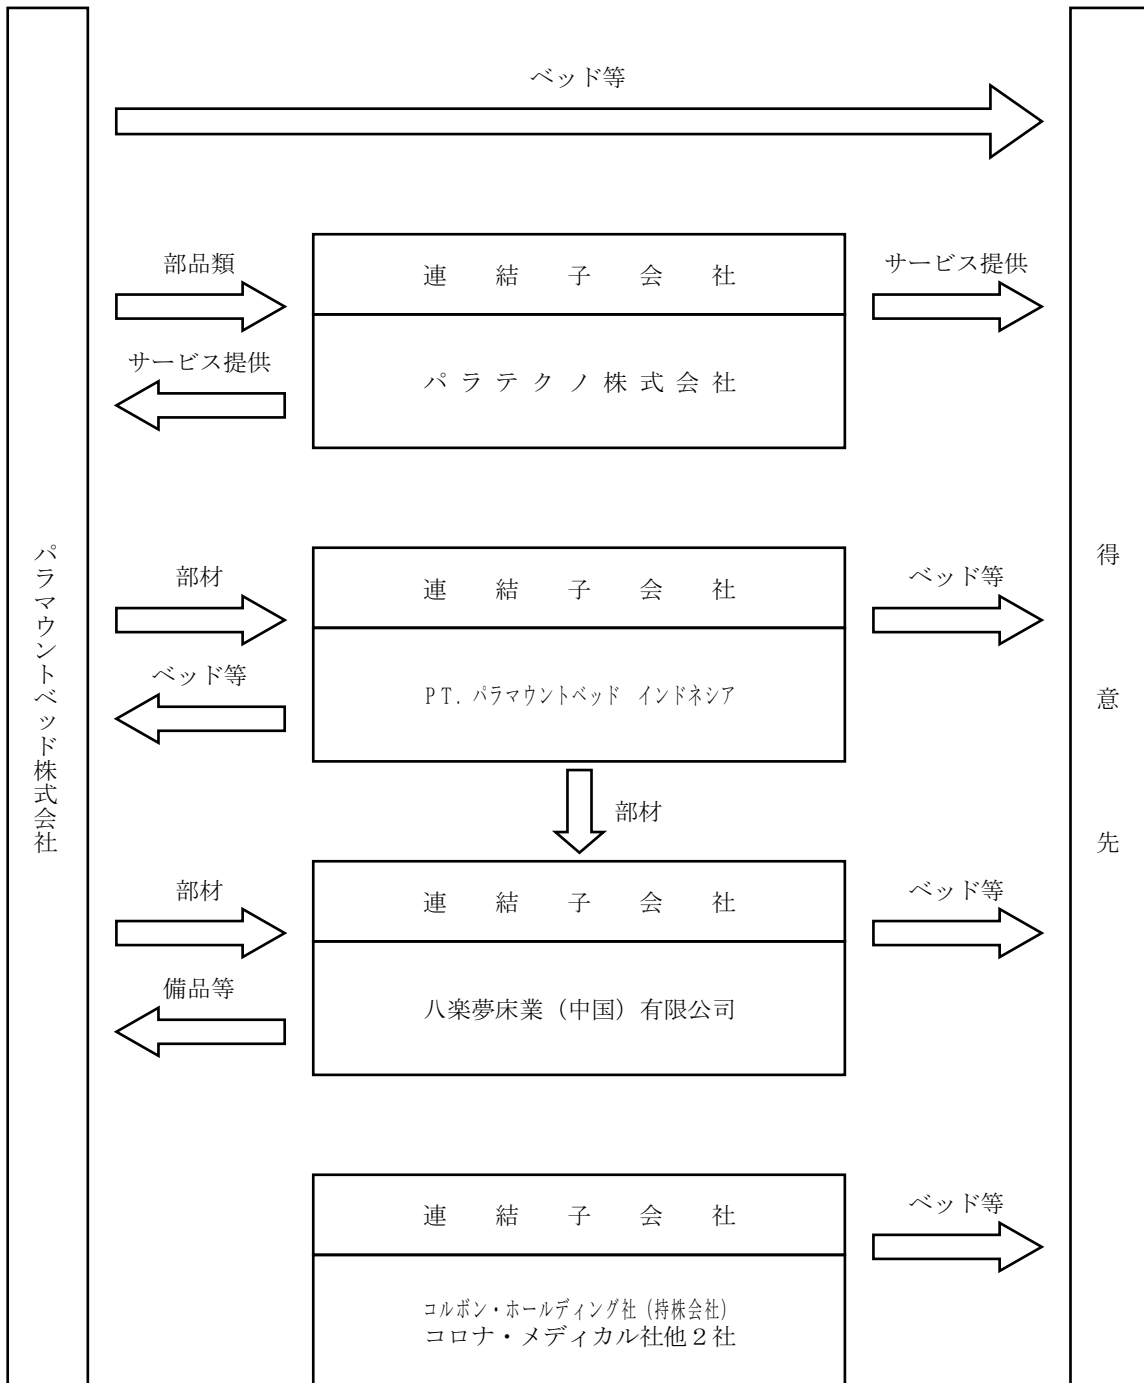 ベッド等
部品類
連結子会社
サービス提供
サービス提供
パラテクノ株式会社
パラマウントベッド株式会社
得意先
部材
連結子会社
ベッド等
ベッド等
PT.パラマウントベッド　インドネシア
部材
部材
連結子会社
ベッド等
備品等
八楽夢床業（中国）有限公司
連結子会社
ベッド等
コルボン・ホールディング社（持株会社）
コロナ・メディカル社他２社